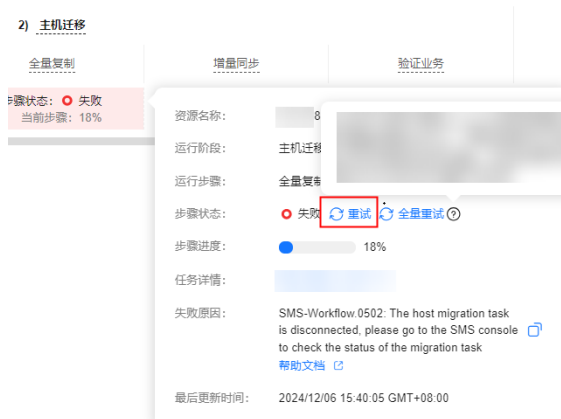 2) 主机迁移
全量复制
增量同步
验证业务
步骤状态： 失败
当前步骤：18%
资源名称： 8
运行阶段： 主机迁移
运行步骤： 全量复制
步骤状态： 失败 重试 全量重试
步骤进度： 18%
任务详情：
失败原因： SMS-Workflow.0502: The host migration task
is disconnected, please go to the SMS console
to check the status of the migration task
帮助文档
最后更新时间： 2024/12/06 15:40:05 GMT+08:00